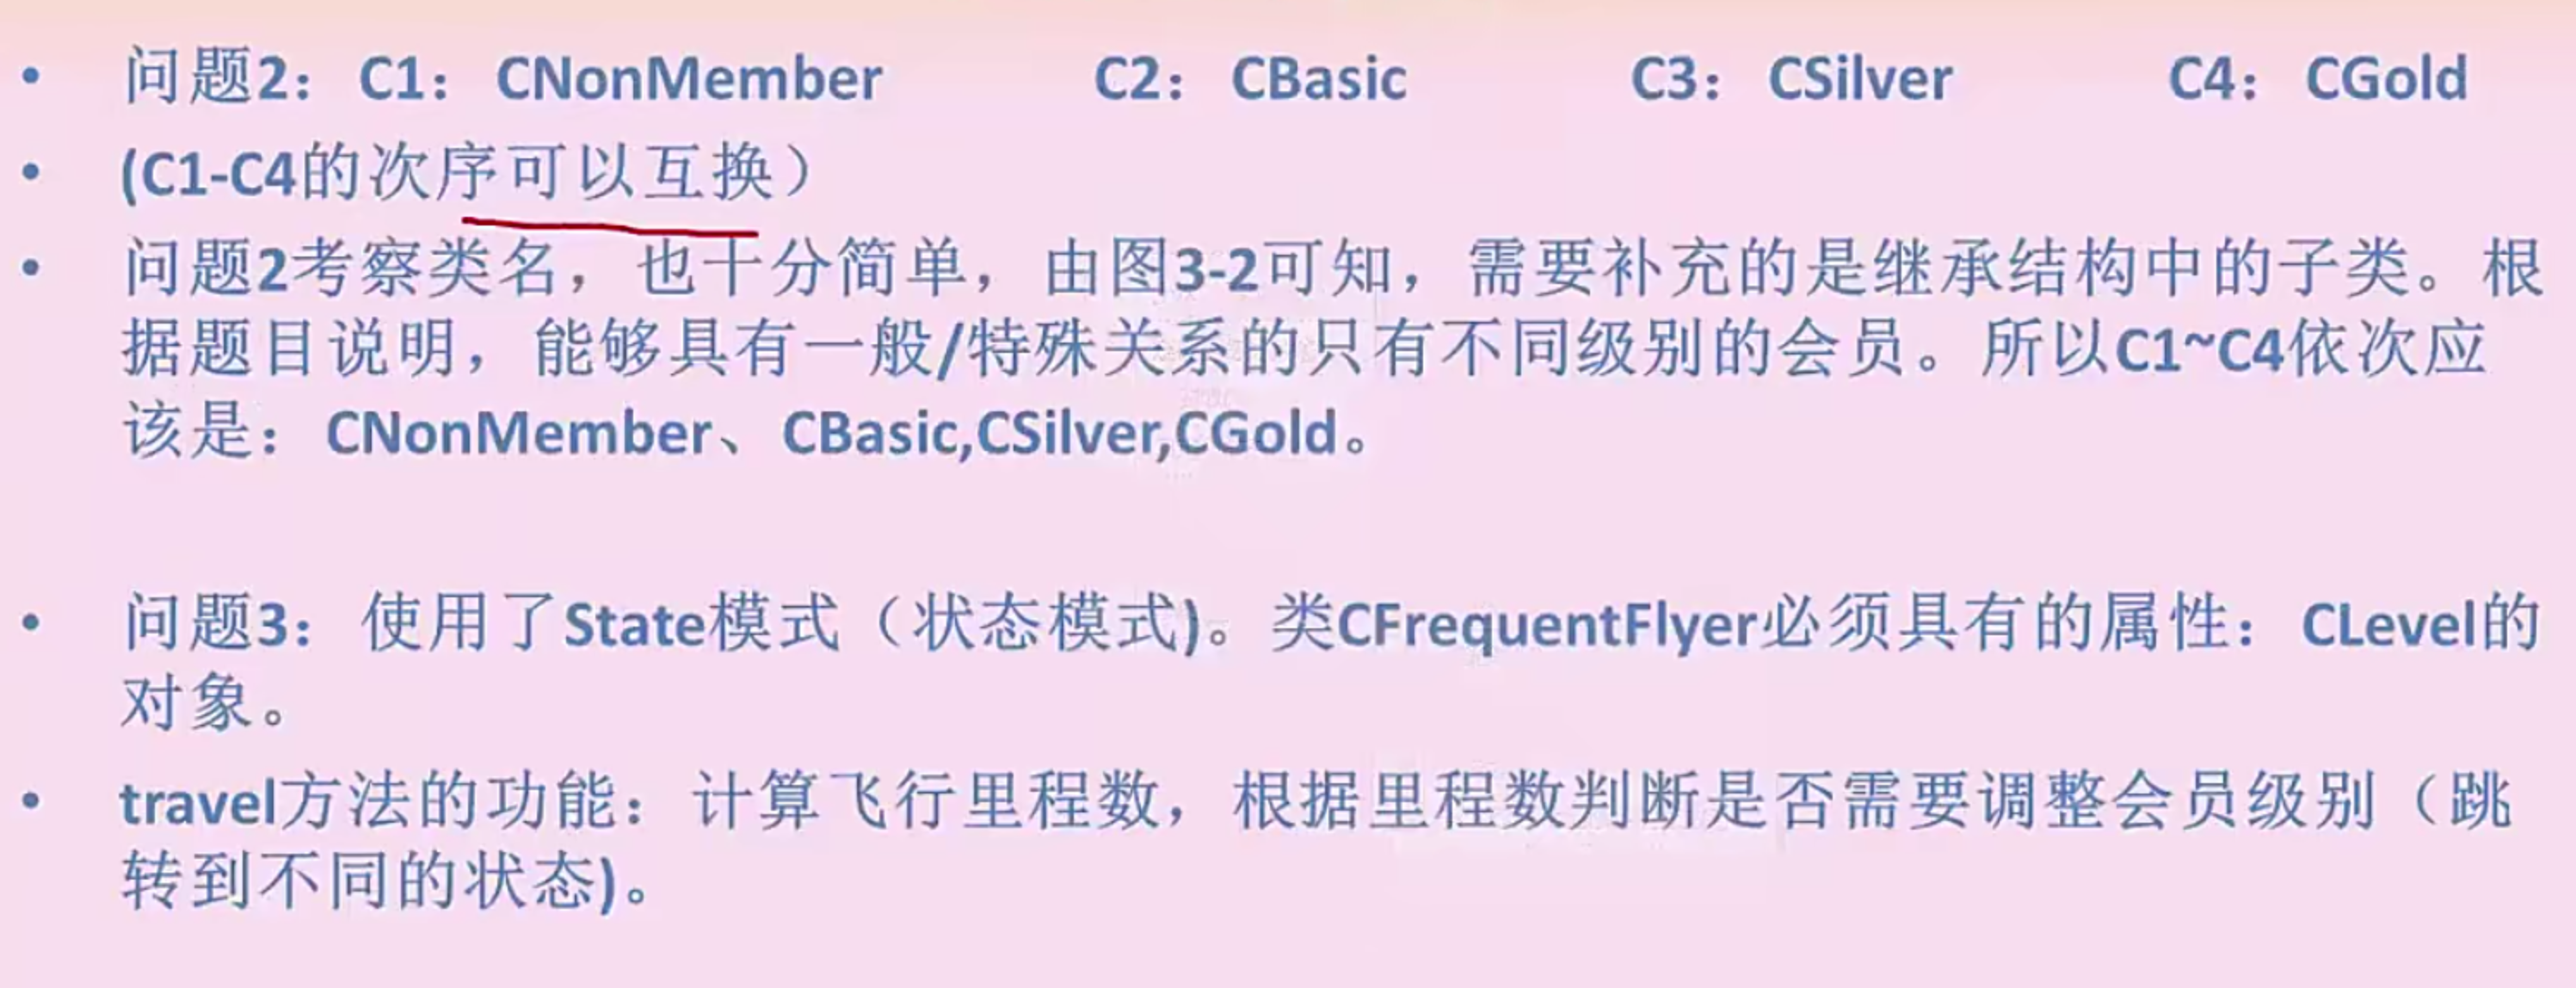 • 问题2：C1：CNonMember C2：CBasic C3：CSilver C4：CGold
• (C1-C4的次序可以互换）
• 问题2考察类名，也十分简单，由图3-2可知，需要补充的是继承结构中的子类。根
据题目说明，能够具有一般/特殊关系的只有不同级别的会员。所以C1~C4依次应
该是：CNonMember、CBasic,CSilver,CGold。
• 问题3：使用了State模式（状态模式)。类CFrequentFlyer必须具有的属性：CLevel的
对象。
• travel方法的功能：计算飞行里程数，根据里程数判断是否需要调整会员级别（跳
转到不同的状态)。